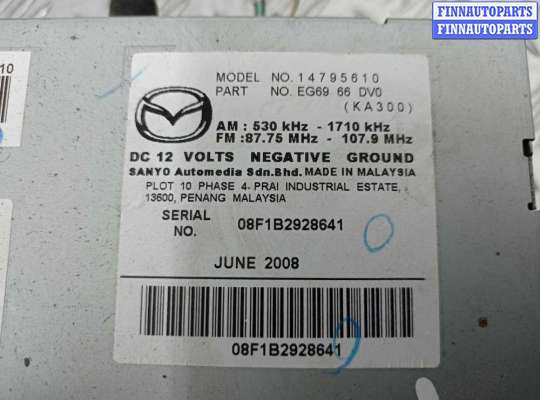 FINNAUTOPARTS
FINNAUTOPARTS
10
MODEL NO. 14795610
PART NO. EG69 66 DV0
(KA300)
AM : 530 kHz - 1710 kHz
FM :87.75 MHz - 107.9 MHz
DC 12 VOLTS NEGATIVE GROUND
SANYO Automedia Sdn.Bhd. MADE IN MALAYSIA
PLOT 10 PHASE 4, PRAI INDUSTRIAL ESTATE,
13600, PENANG MALAYSIA
SERIAL
NO.
08F1B2928641
JUNE 2008
08F1B2928641